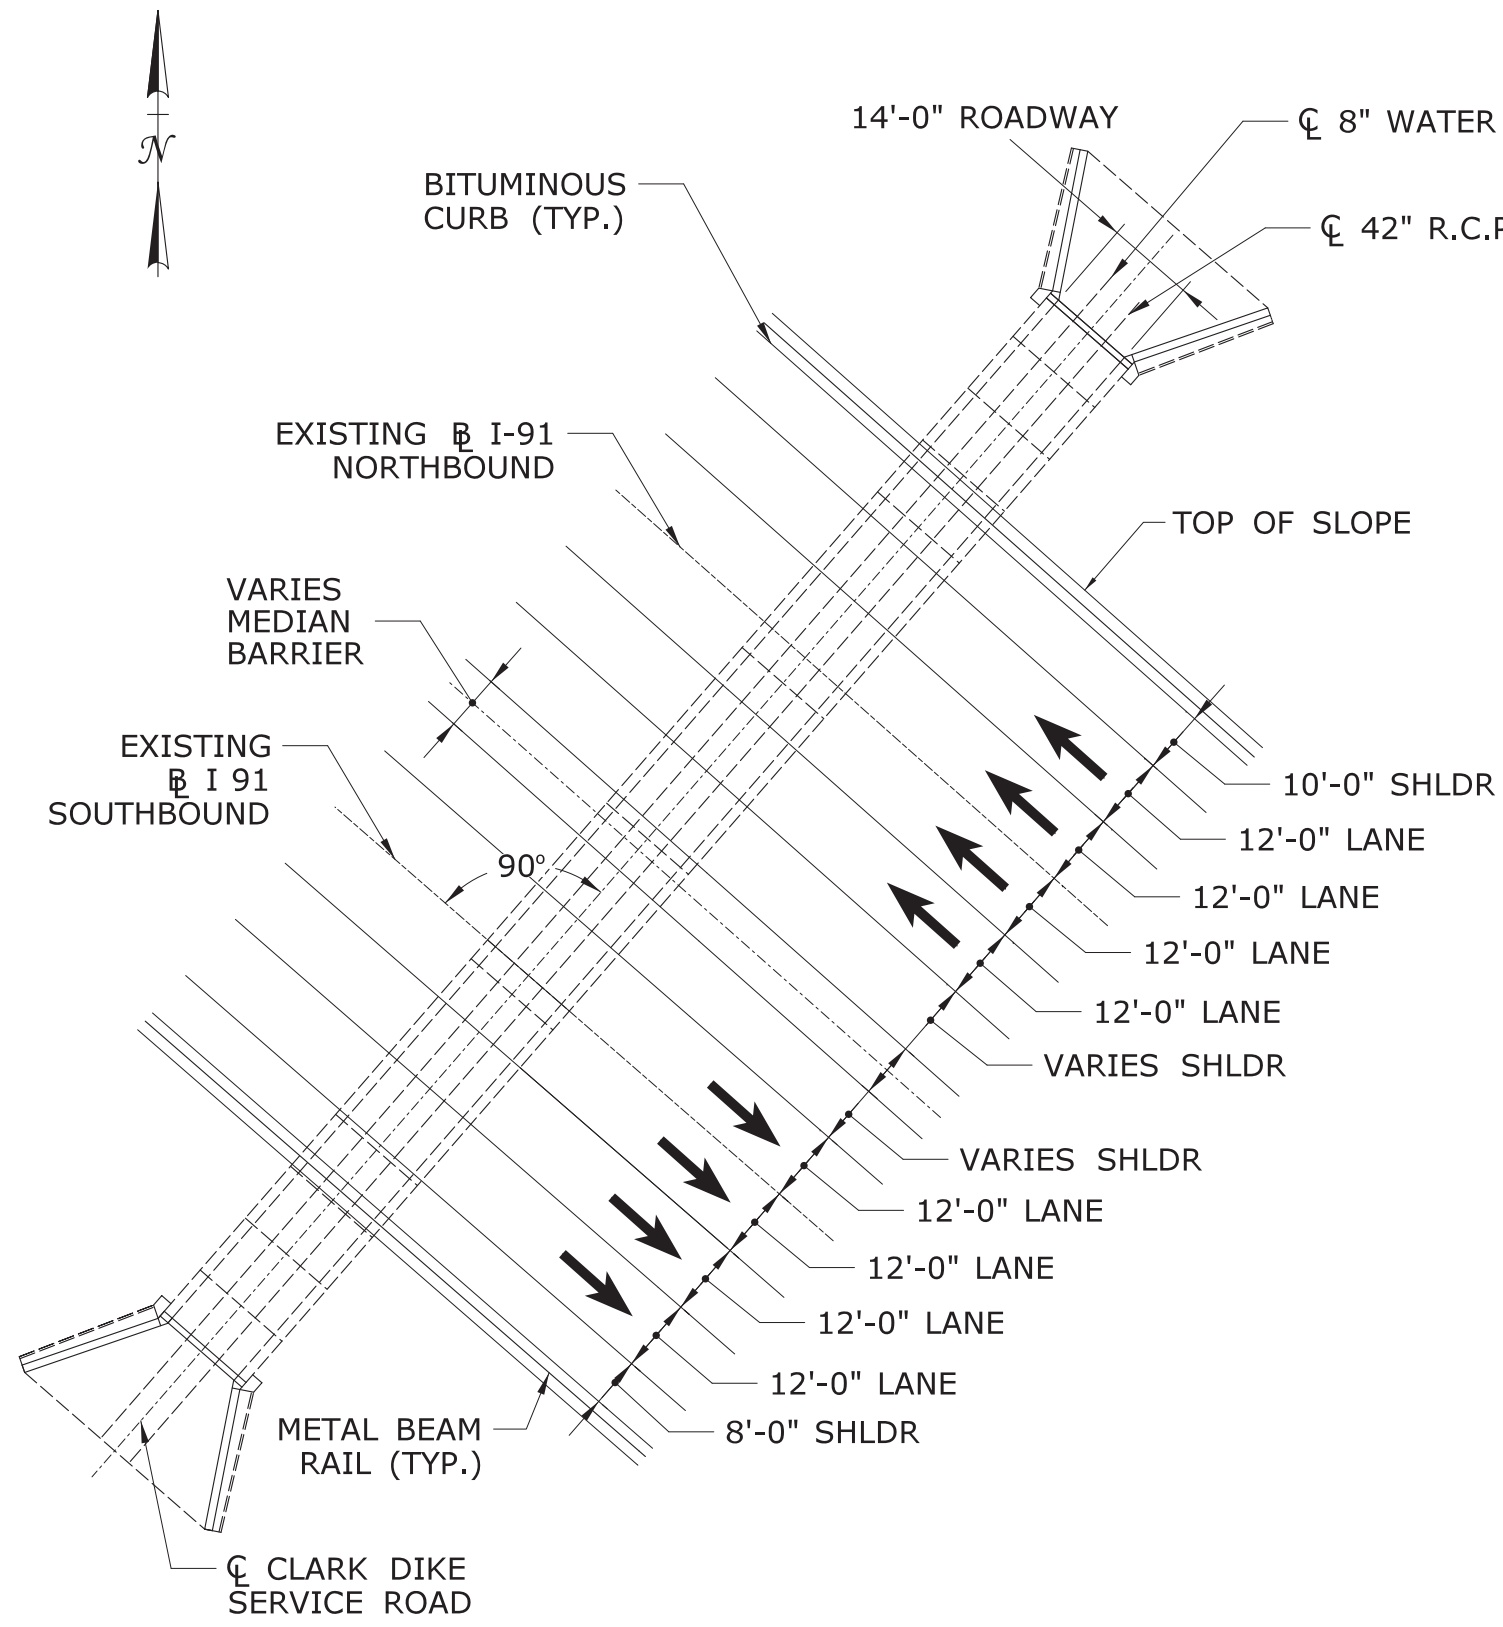 N
14'-0" ROADWAY
℄ 8" WATER
BITUMINOUS
CURB (TYP.)
℄ 42" R.C.P
EXISTING BL I-91
NORTHBOUND
TOP OF SLOPE
VARIES
MEDIAN
BARRIER
EXISTING
BL I 91
SOUTHBOUND
90°
10'-0" SHLDR
12'-0" LANE
12'-0" LANE
12'-0" LANE
12'-0" LANE
VARIES SHLDR
VARIES SHLDR
12'-0" LANE
12'-0" LANE
12'-0" LANE
12'-0" LANE
8'-0" SHLDR
METAL BEAM
RAIL (TYP.)
℄ CLARK DIKE
SERVICE ROAD